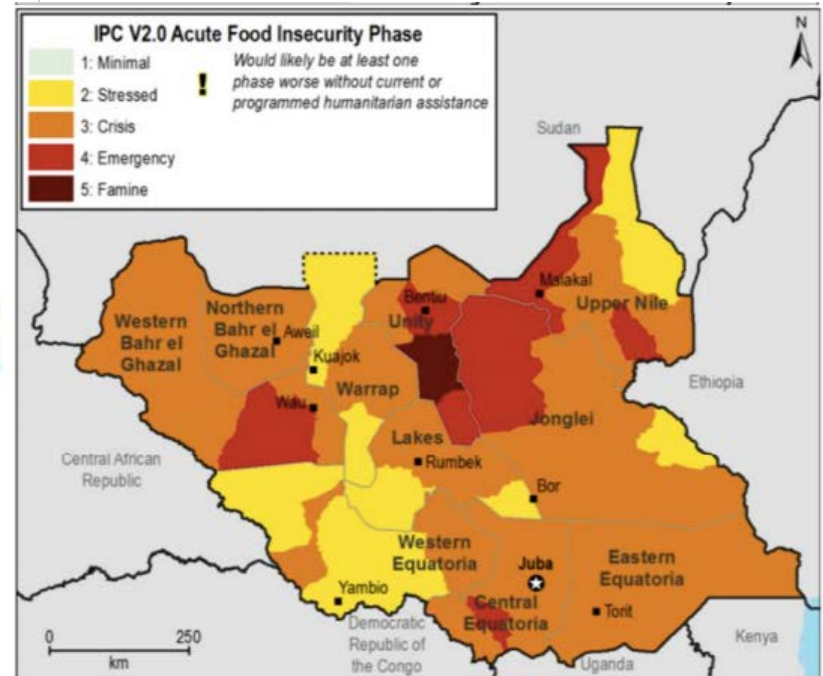 IPC V2.0 Acute Food Insecurity Phase
1: Minimal
2: Stressed
3: Crisis
4: Emergency
5: Famine
!
Would likely be at least one
phase worse without current or
programmed humanitarian assistance
N
Sudan
Malakal
Upper Nile
Bentiu
Unity
Northern
Bahr el
Ghazal
Aweil
Western
Bahr el
Ghazal
Kuajok
Warrap
Wau
Ethiopia
Jonglei
Lakes
Rumbek
Central African
Republic
Bor
Western
Equatoria
Juba
Eastern
Equatoria
Yambio
Central
Equatoria
Torit
Democratic
Republic of
the Congo
Uganda
Kenya
0 250
km